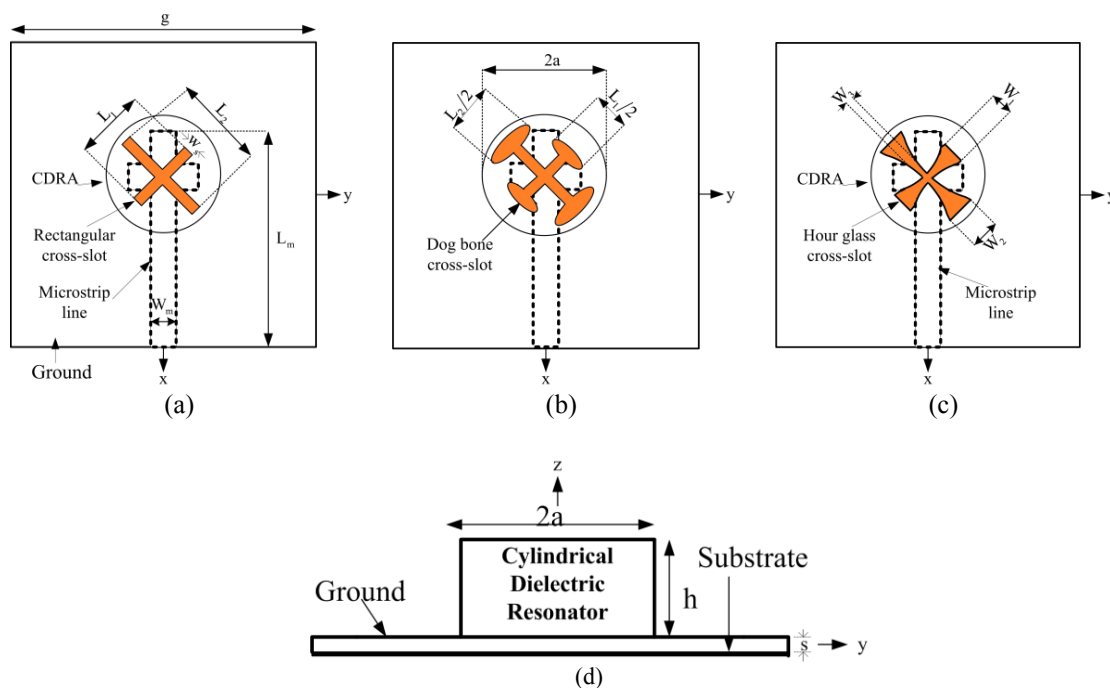 g
L₁
L₂
W
s
CDRA
y
Rectangular
cross-slot
Lₘ
Microstrip
line
Wₘ
Ground
x
(a)
2a
L₂/2
L₁/2
y
Dog bone
cross-slot
x
(b)
W₃
W₁
CDRA
y
Hour glass
cross-slot
W₂
Microstrip
line
x
(c)
z
2a
Cylindrical
Dielectric
Resonator
Substrate
Ground
h
s
y
(d)